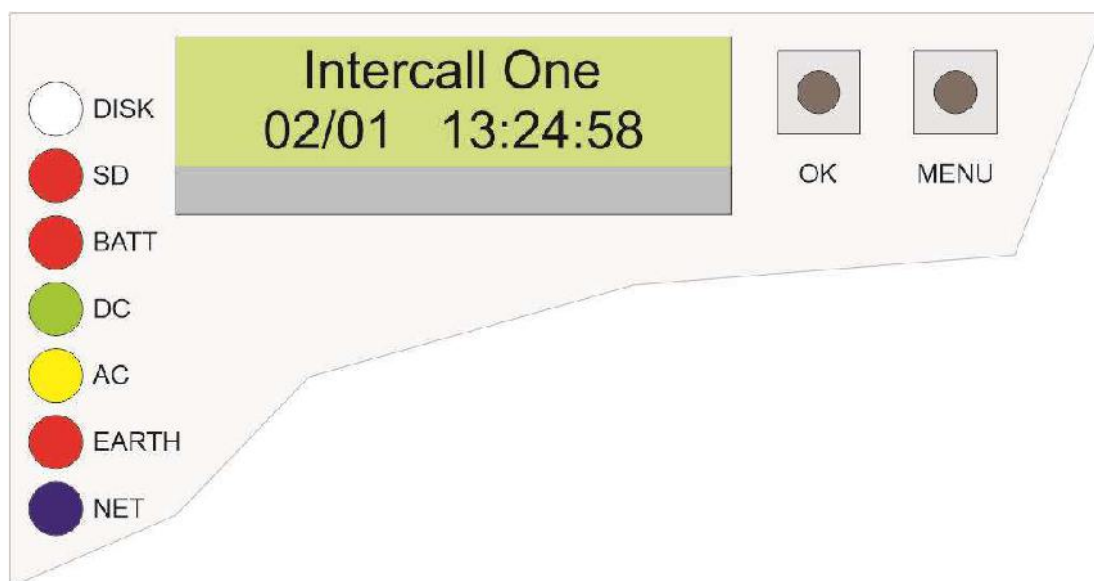 Intercall One
02/01 13:24:58
OK
MENU
DISK
SD
BATT
DC
AC
EARTH
NET